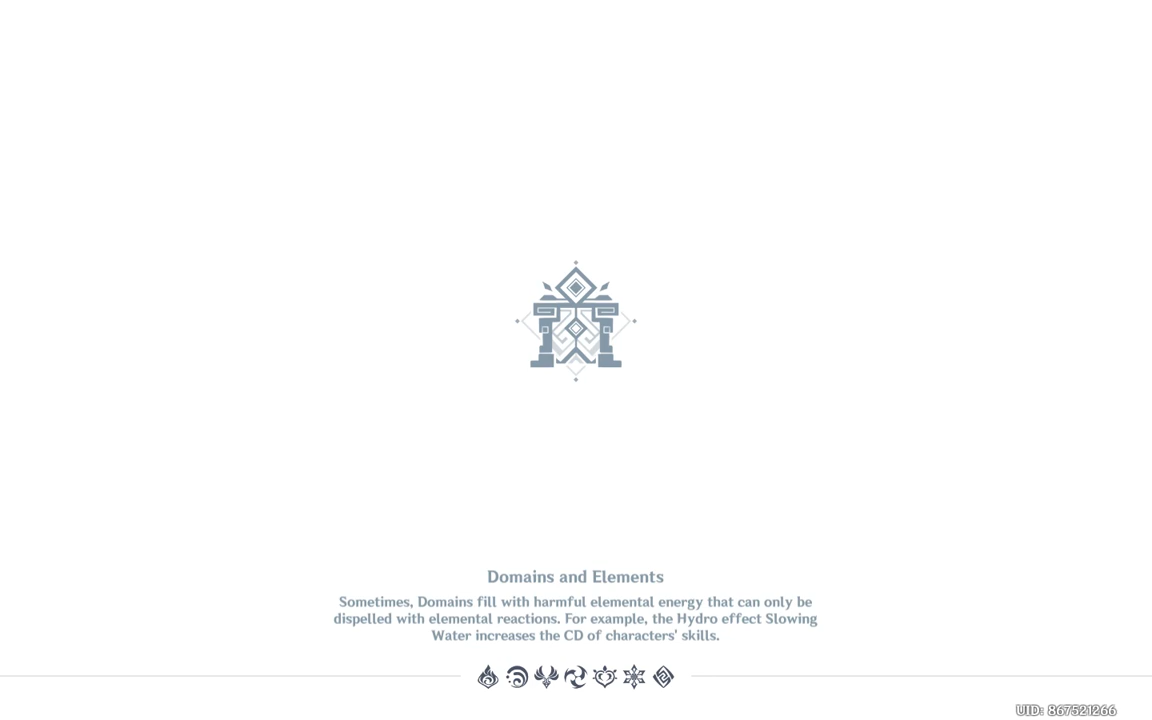 Domains and Elements
Sometimes, Domains fill with harmful elemental energy that can only be
dispelled with elemental reactions. For example, the Hydro effect Slowing
Water increases the CD of characters' skills.
UID: 867521266